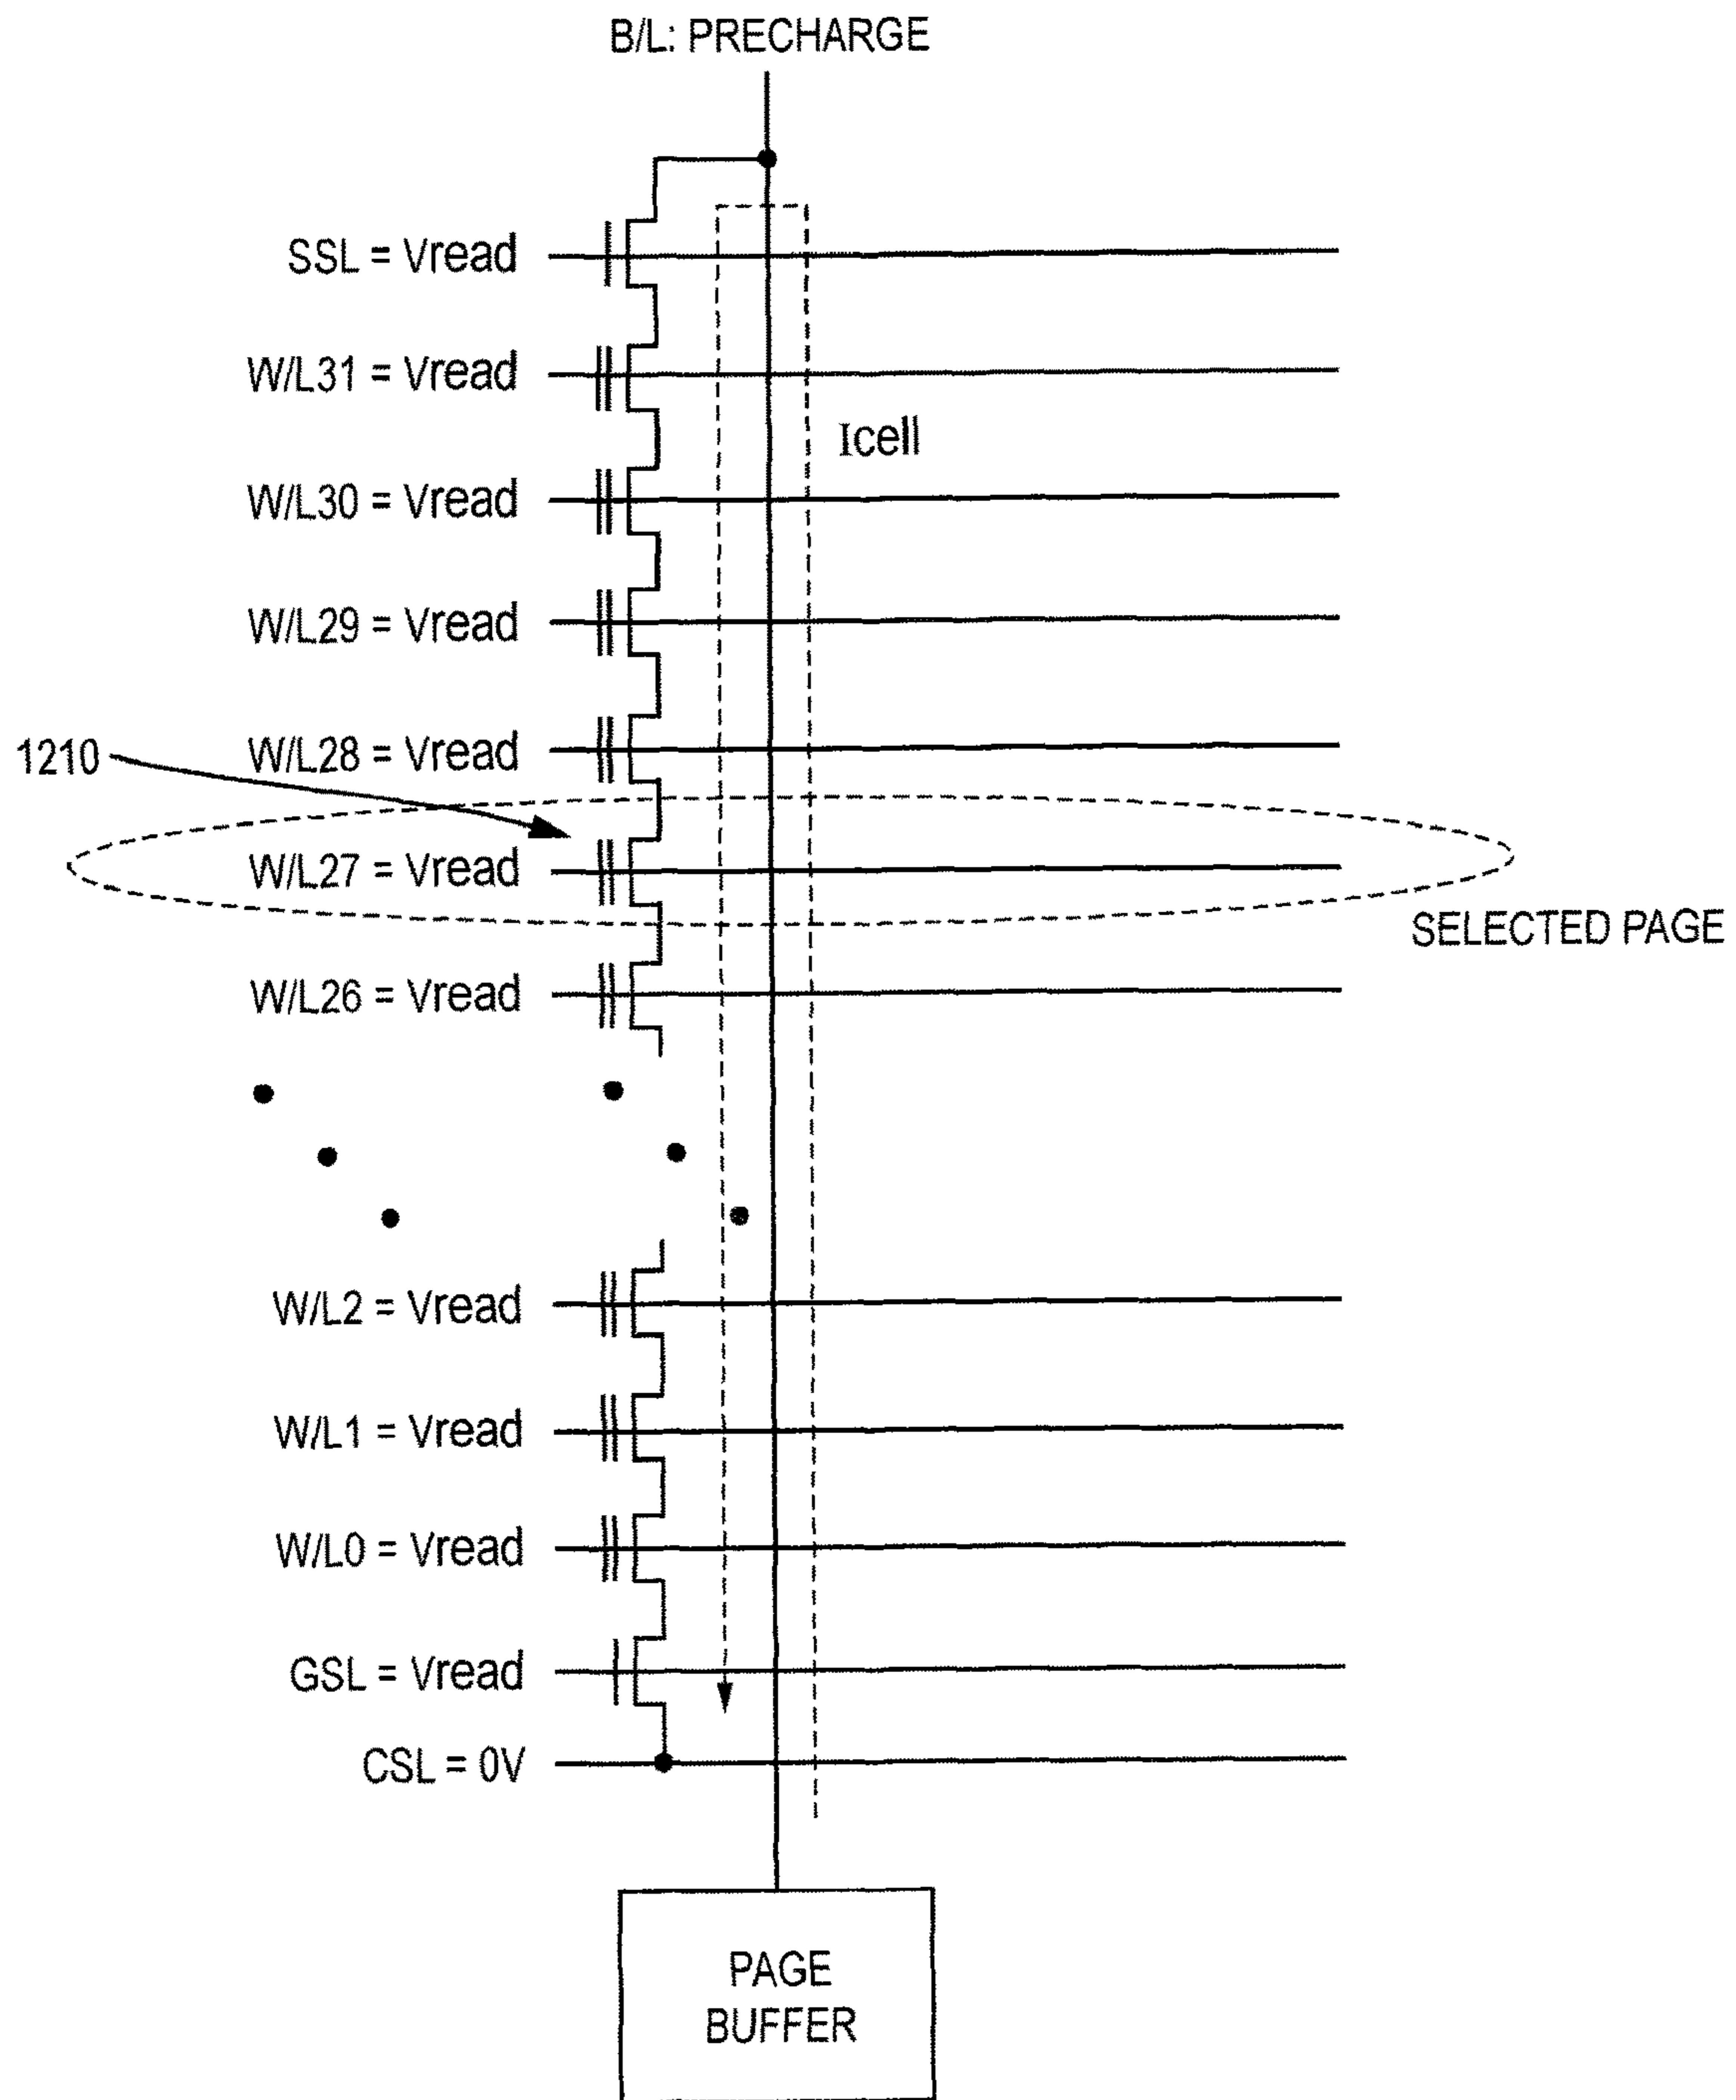 B/L: PRECHARGE
SSL = Vread
W/L31 = Vread
Icell
W/L30 = Vread
W/L29 = Vread
W/L28 = Vread
1210
W/L27 = Vread
SELECTED PAGE
W/L26 = Vread
W/L2 = Vread
W/L1 = Vread
W/L0 = Vread
GSL = Vread
CSL = 0V
PAGE
BUFFER